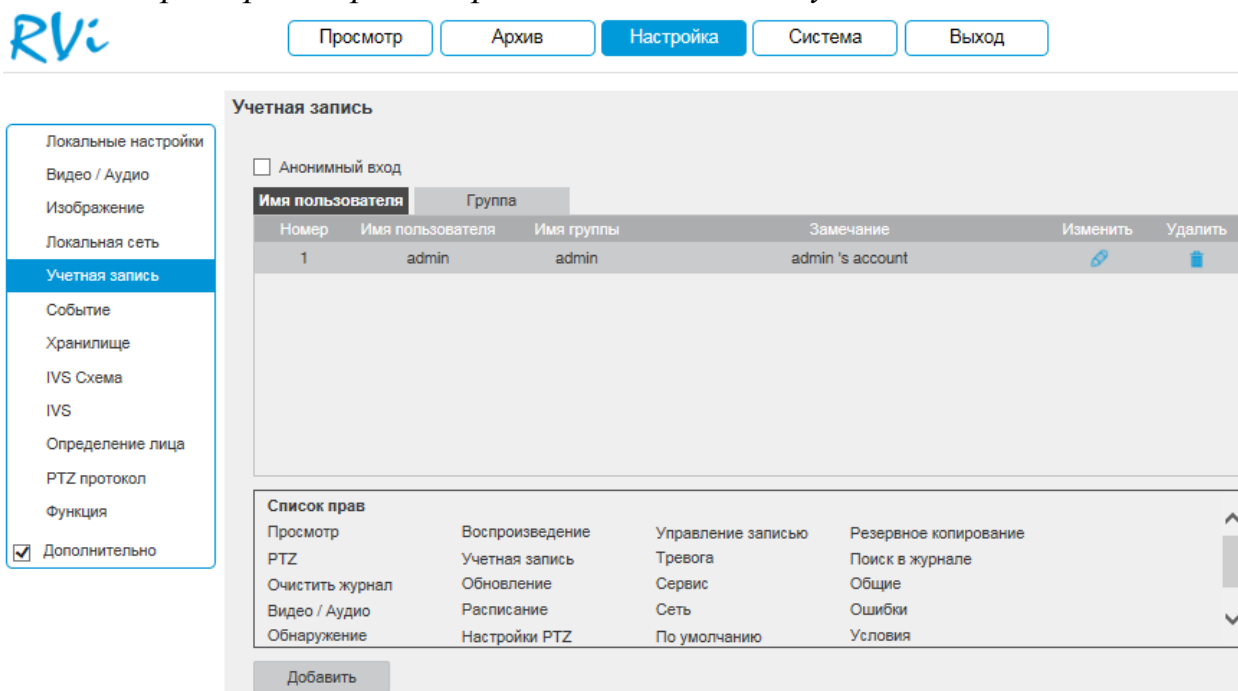 RVi
Просмотр Архив Настройка Система Выход
Учетная запись
Локальные настройки
Видео / Аудио
Изображение
Локальная сеть
Учетная запись
Событие
Хранилище
IVS Схема
IVS
Определение лица
PTZ протокол
Функция
Дополнительно
Анонимный вход
Имя пользователя Группа
Номер Имя пользователя Имя группы Замечание Изменить Удалить
1 admin admin admin 's account
Список прав
Просмотр Воспроизведение Управление записью Резервное копирование
PTZ Учетная запись Тревога Поиск в журнале
Очистить журнал Обновление Сервис Общие
Видео / Аудио Расписание Сеть Ошибки
Обнаружение Настройки PTZ По умолчанию Условия
Добавить